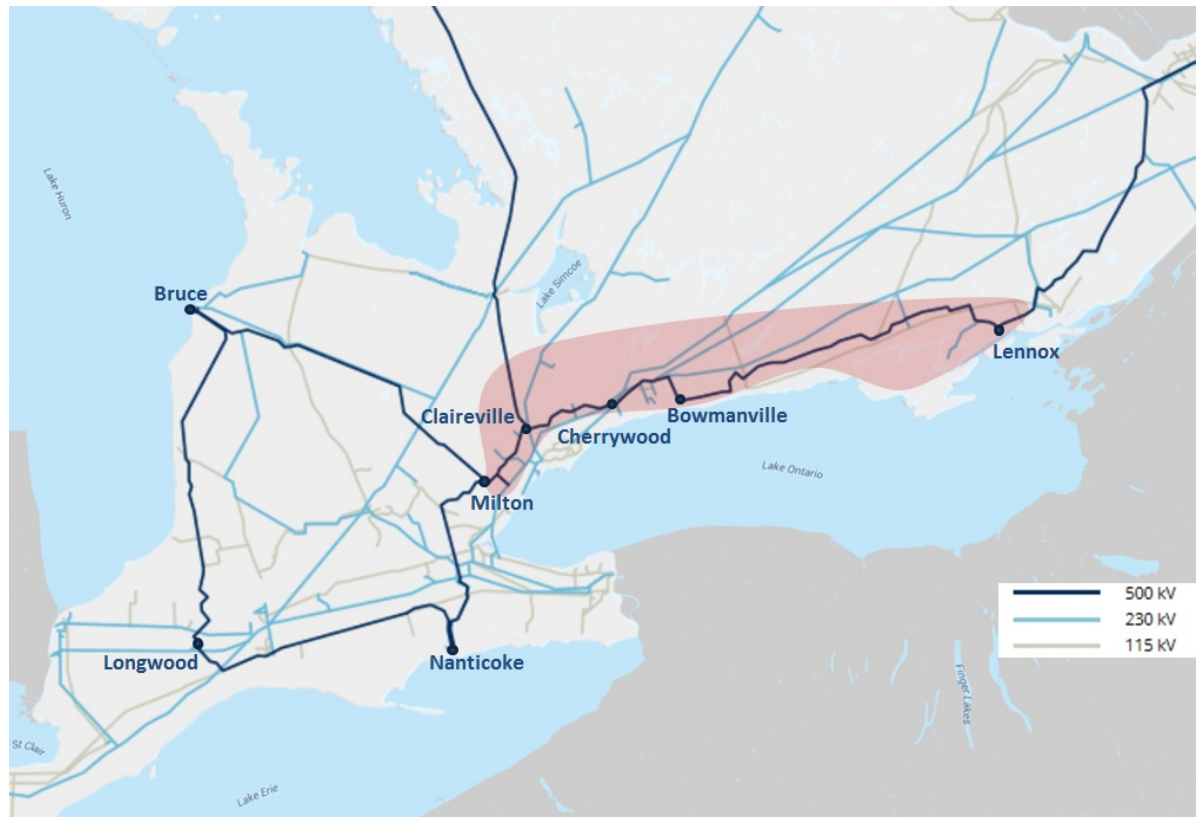 Lake Huron
Bruce
Lake Simcoe
Lennox
Claireville
Cherrywood
Bowmanville
Milton
Lake Ontario
500 kV
230 kV
115 kV
Longwood
Nanticoke
Finger Lakes
St Clair
Lake Erie